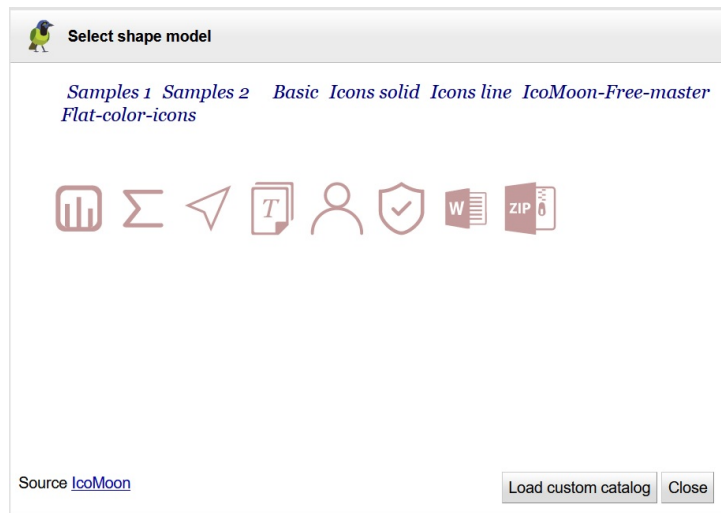 Select shape model
Samples 1 Samples 2 Basic Icons solid Icons line IcoMoon-Free-master
Flat-color-icons
T W ZIP
Source IcoMoon
Load custom catalog Close